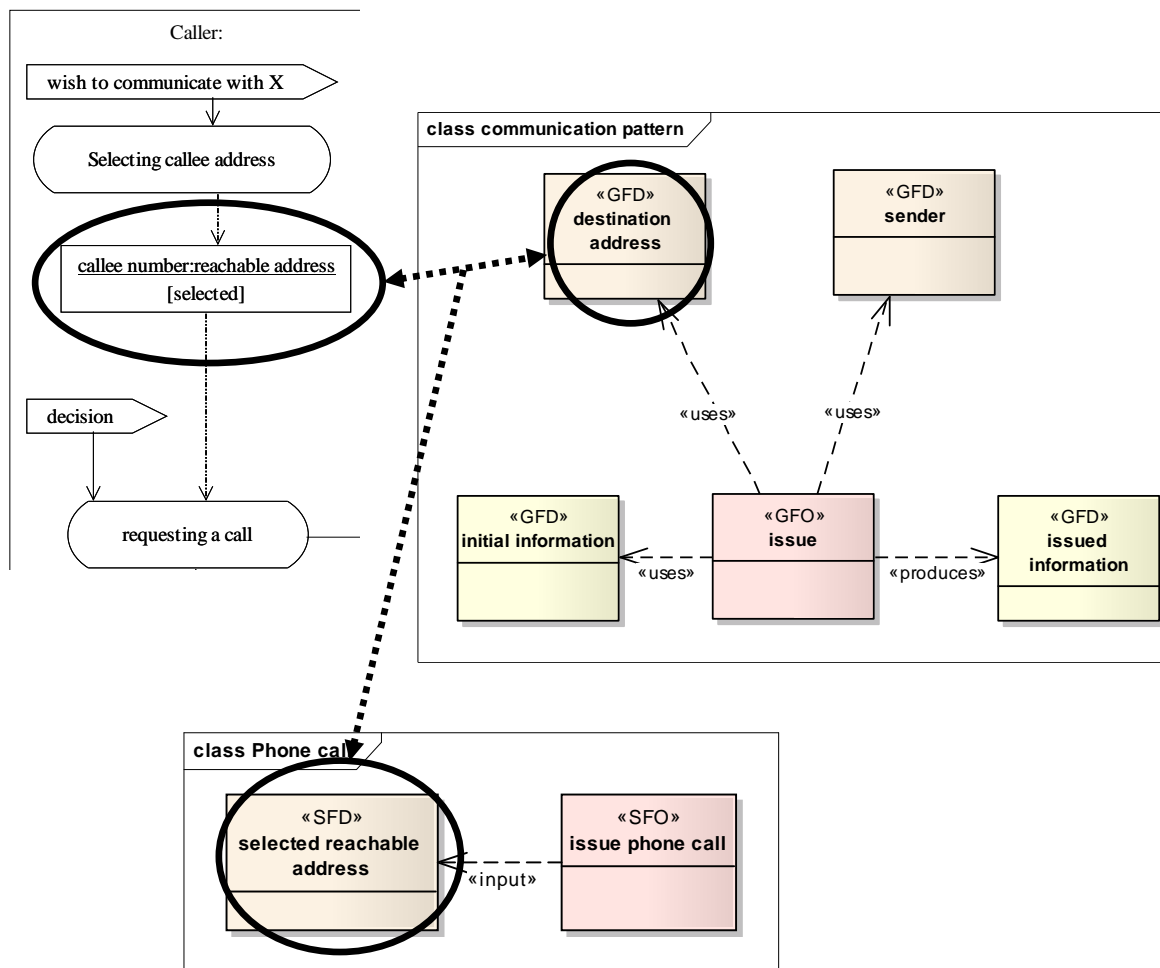 Caller:
wish to communicate with X
Selecting callee address
callee number:reachable address
[selected]
decision
requesting a call
class communication pattern
«GFD»
destination
address
«GFD»
sender
«uses»
«uses»
«GFD»
initial information
«uses»
«GFO»
issue
«produces»
«GFD»
issued
information
class Phone call
«SFD»
selected reachable
address
«input»
«SFO»
issue phone call